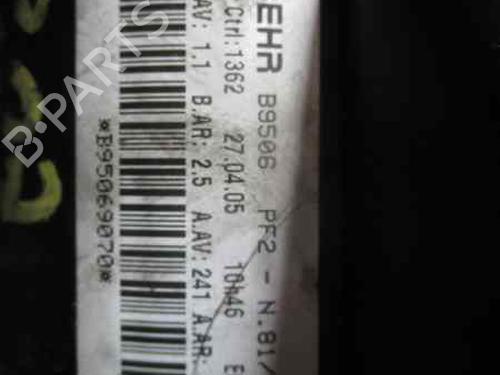 EHR B9506 PF2 - N.81/
Ctrl:1362 27.04.05 10h46 E
AV: 1,1 B.AR: 2,5 A.AV: 241 A.AR:
*B95069070*
B-Parts